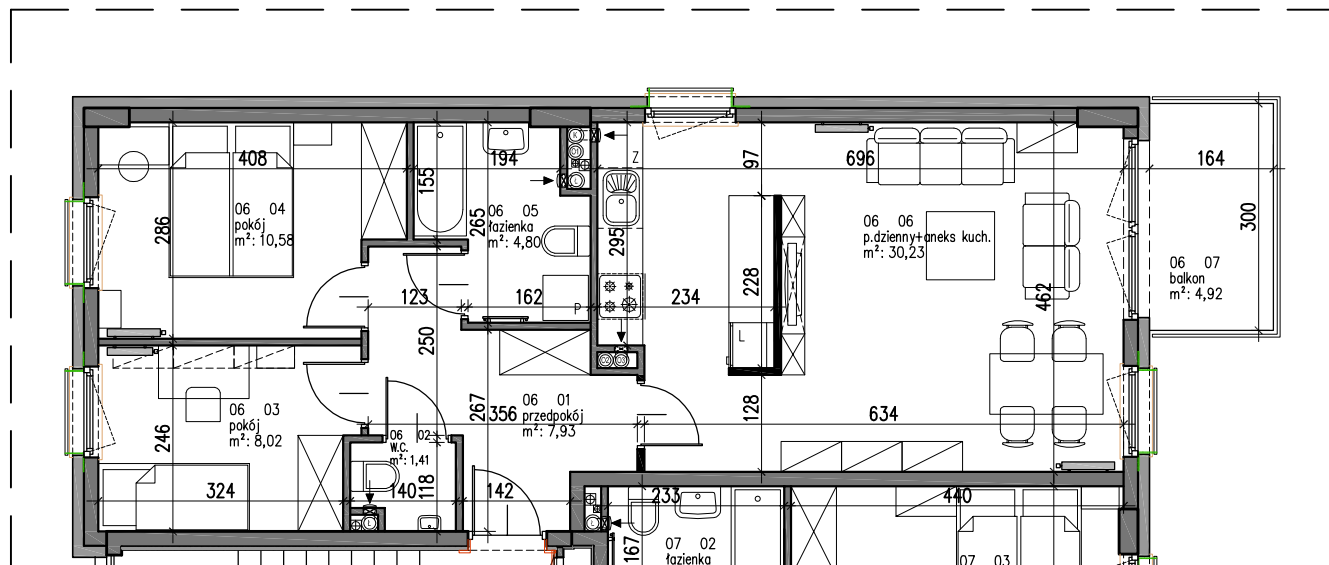 408
194
97
696
164
Z
155
286
06 04
pokój
m²: 10,58
265
06 05
łazienka
m²: 4,80
295
06 06
p.dzienny+aneks kuch.
m²: 30,23
300
06 07
balkon
m²: 4,92
228
462
123
162
P
234
250
L
128
267
356
06 01
przedpokój
m²: 7,93
634
06 03
pokój
m²: 8,02
246
06 02
W.C.
m²: 1,41
118
324
140
142
233
440
167
07 02
łazienka
07 03